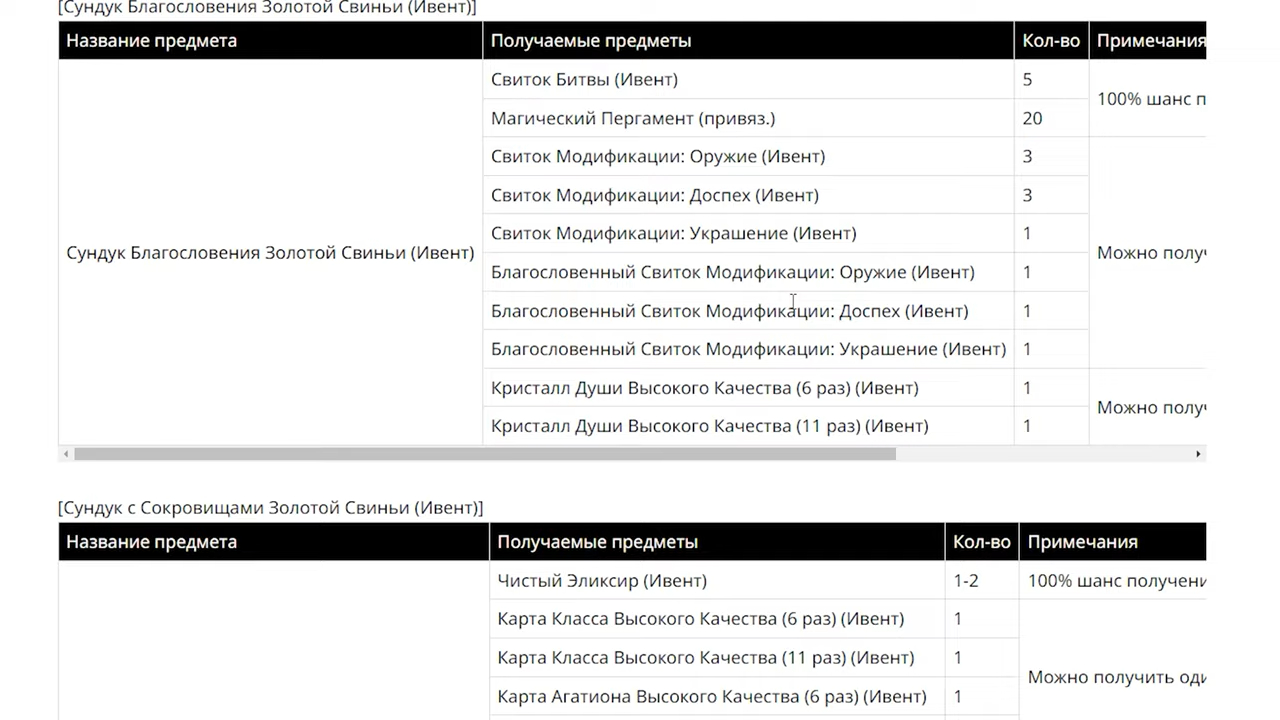 [Сундук Благословения Золотой Свиньи (Ивент)]
Название предмета Получаемые предметы Кол-во Примечания
Свиток Битвы (Ивент) 5
100% шанс п
Магический Пергамент (привяз.) 20
Свиток Модификации: Оружие (Ивент) 3
Свиток Модификации: Доспех (Ивент) 3
Свиток Модификации: Украшение (Ивент) 1
Сундук Благословения Золотой Свиньи (Ивент) Можно получ
Благословенный Свиток Модификации: Оружие (Ивент) 1
Благословенный Свиток Модификации: Доспех (Ивент) 1
Благословенный Свиток Модификации: Украшение (Ивент) 1
Кристалл Души Высокого Качества (6 раз) (Ивент) 1
Можно получ
Кристалл Души Высокого Качества (11 раз) (Ивент) 1
[Сундук с Сокровищами Золотой Свиньи (Ивент)]
Название предмета Получаемые предметы Кол-во Примечания
Чистый Эликсир (Ивент) 1-2 100% шанс получени
Карта Класса Высокого Качества (6 раз) (Ивент) 1
Карта Класса Высокого Качества (11 раз) (Ивент) 1
Можно получить оди
Карта Агатиона Высокого Качества (6 раз) (Ивент) 1